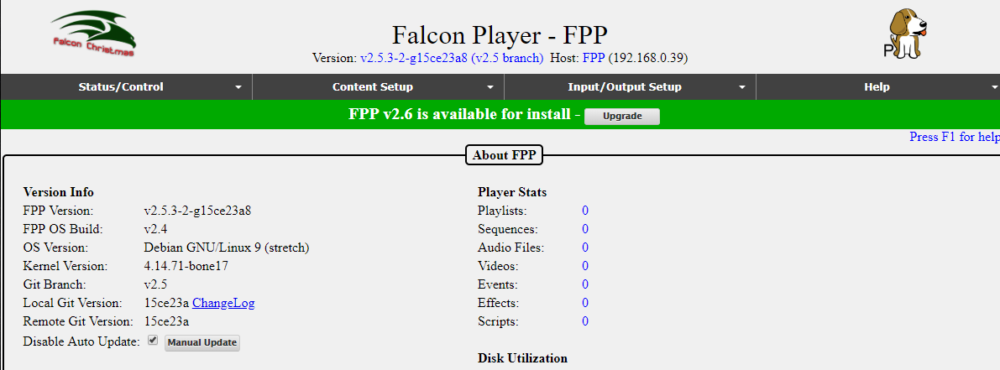 Falcon Christmas
Falcon Player - FPP
P
Version: v2.5.3-2-g15ce23a8 (v2.5 branch) Host: FPP (192.168.0.39)
Status/Control Content Setup Input/Output Setup Help
FPP v2.6 is available for install - Upgrade
Press F1 for help
About FPP
Version Info
FPP Version: v2.5.3-2-g15ce23a8
FPP OS Build: v2.4
OS Version: Debian GNU/Linux 9 (stretch)
Kernel Version: 4.14.71-bone17
Git Branch: v2.5
Local Git Version: 15ce23a ChangeLog
Remote Git Version: 15ce23a
Disable Auto Update: Manual Update
Player Stats
Playlists: 0
Sequences: 0
Audio Files: 0
Videos: 0
Events: 0
Effects: 0
Scripts: 0
Disk Utilization